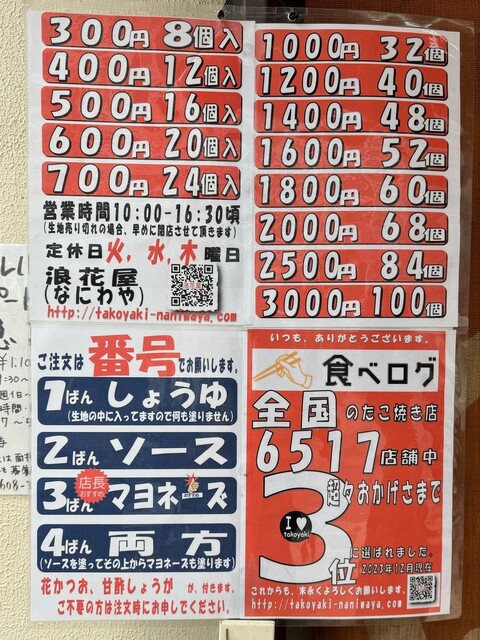 300円 8個入
400円 12個入
500円 16個入
600円 20個入
700円 24個入
営業時間10:00-16:30頃
(生地売り切れの場合、早めに閉店させて頂きます)
定休日火,水,木曜日
浪花屋
(なにわや)
http://takoyaki-naniwaya.com
1000円 32個
1200円 40個
1400円 48個
1600円 52個
1800円 60個
2000円 68個
2500円 84個
3000円 100個
ご注文は番号でお願いします。
1ばん しょうゆ
(生地の中に入ってますので何も塗りません)
2ばん ソース
店長
おすすめ
3ばん マヨネーズ
4ばん 両方
(ソースを塗ってその上からマヨネーズも塗ります)
花かつお、甘酢しょうが が、付きます。
ご不要の方は注文時にお申し出でください。
いつも、ありがとうございます。
食べログ
全国のたこ焼き店
6517店舗中
超々おかげさまで
I ♥
takoyaki
3位に選ばれました。
2023年12月現在
これからも、末永くよろしくお願いします。
http://takoyaki-naniwaya.com